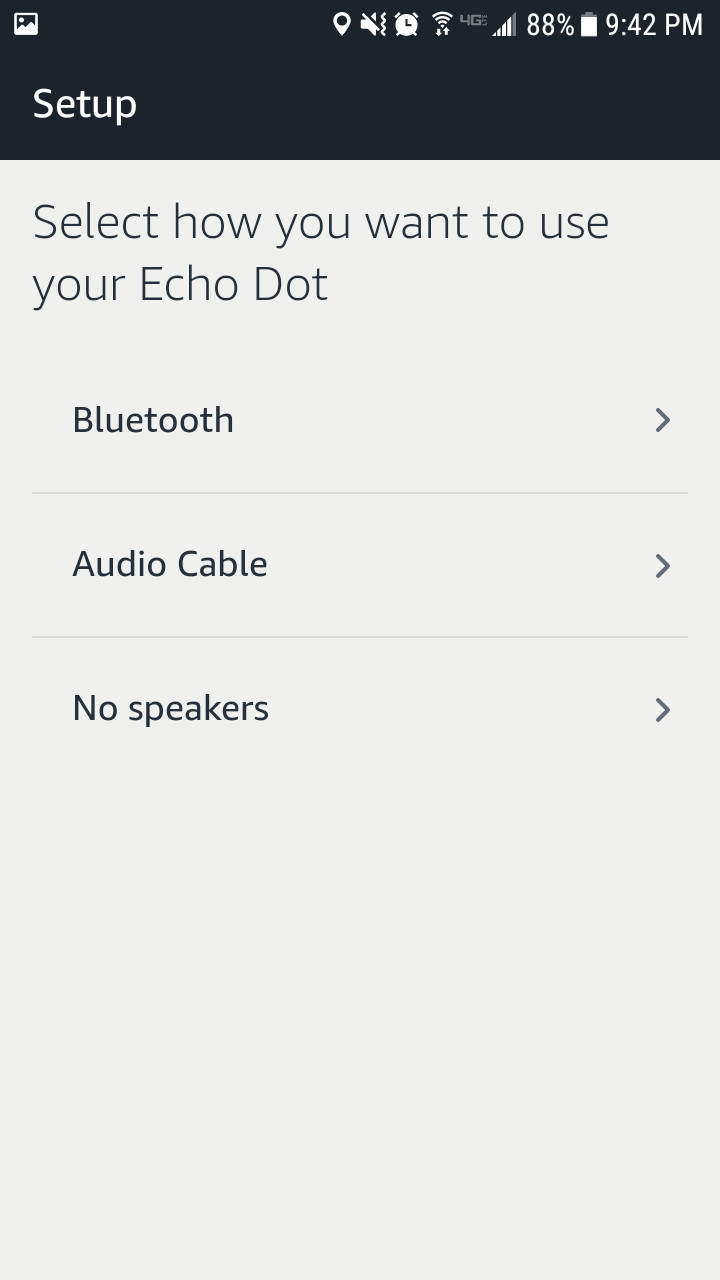 4G 88% 9:42 PM
Setup
Select how you want to use
your Echo Dot
Bluetooth
Audio Cable
No speakers